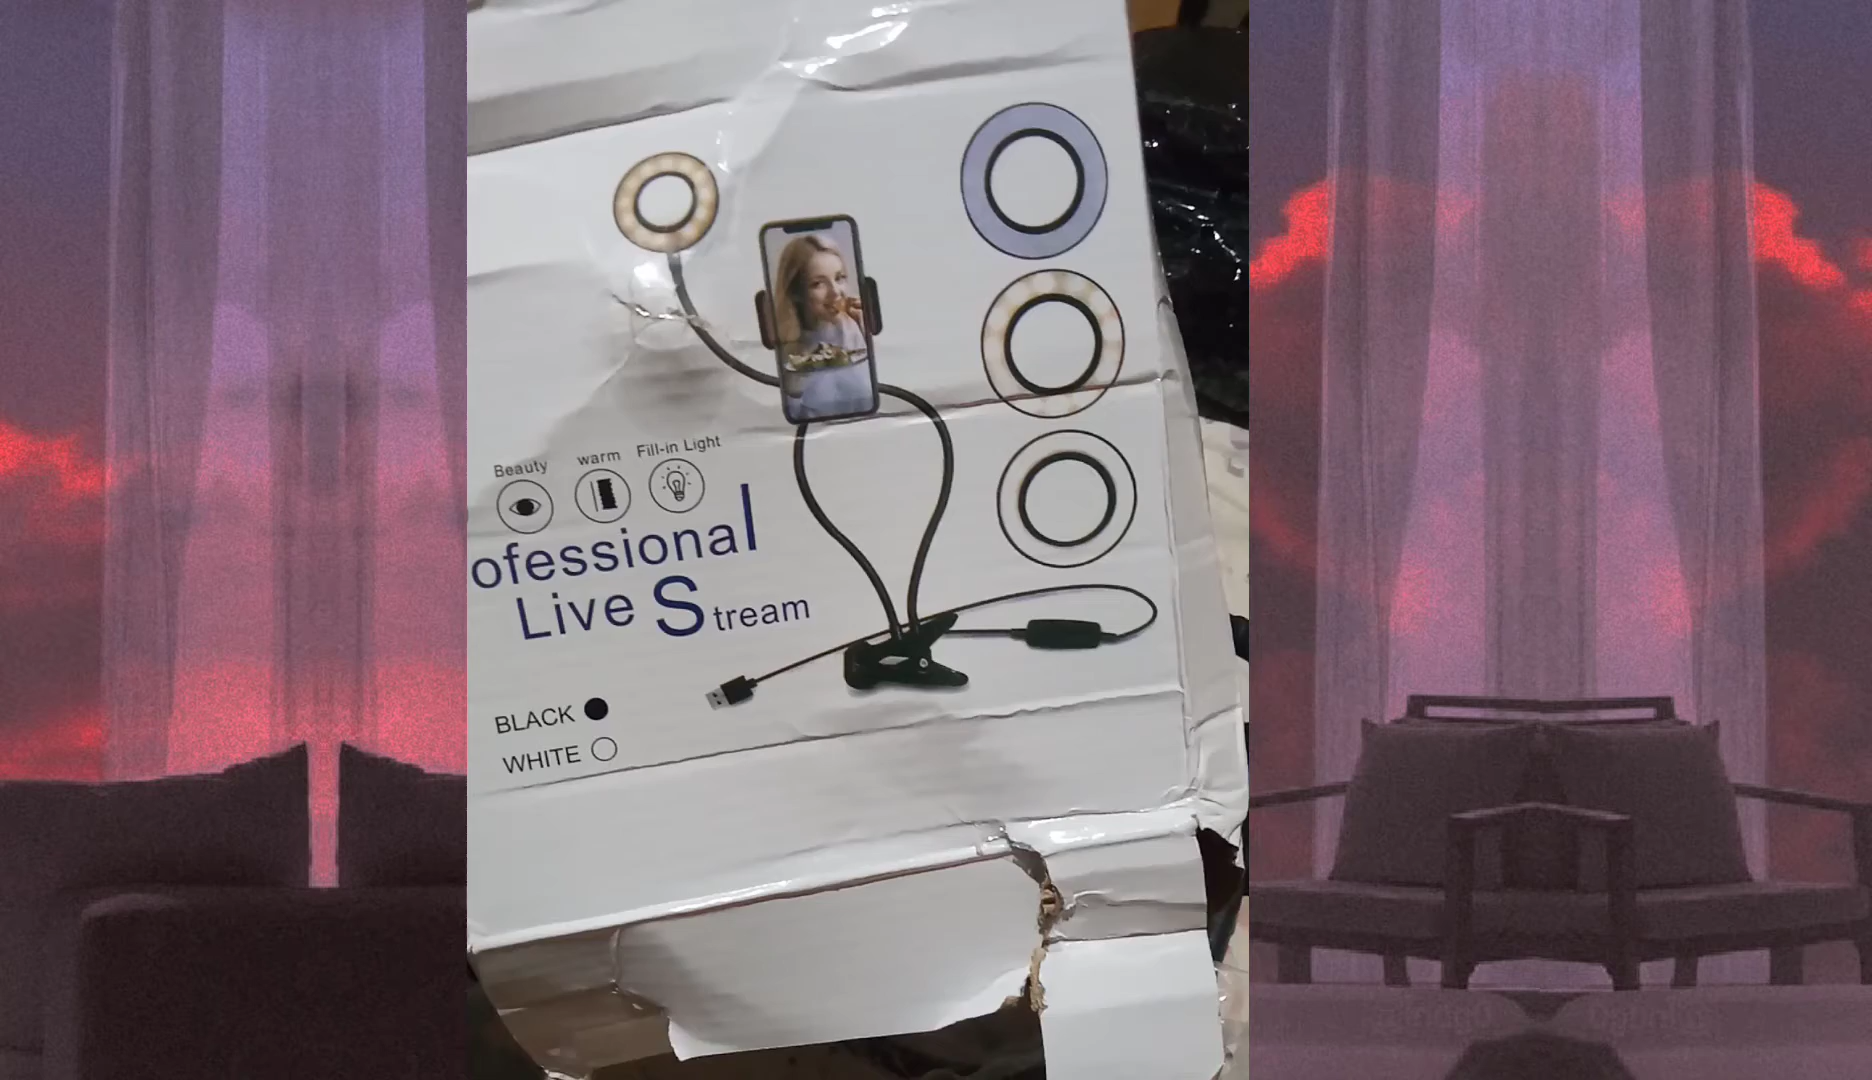 Beauty warm Fill-in Light
ofessional
Live Stream
BLACK
WHITE